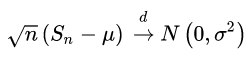 √n (Sₙ − μ) →ᵈ N (0, σ²)